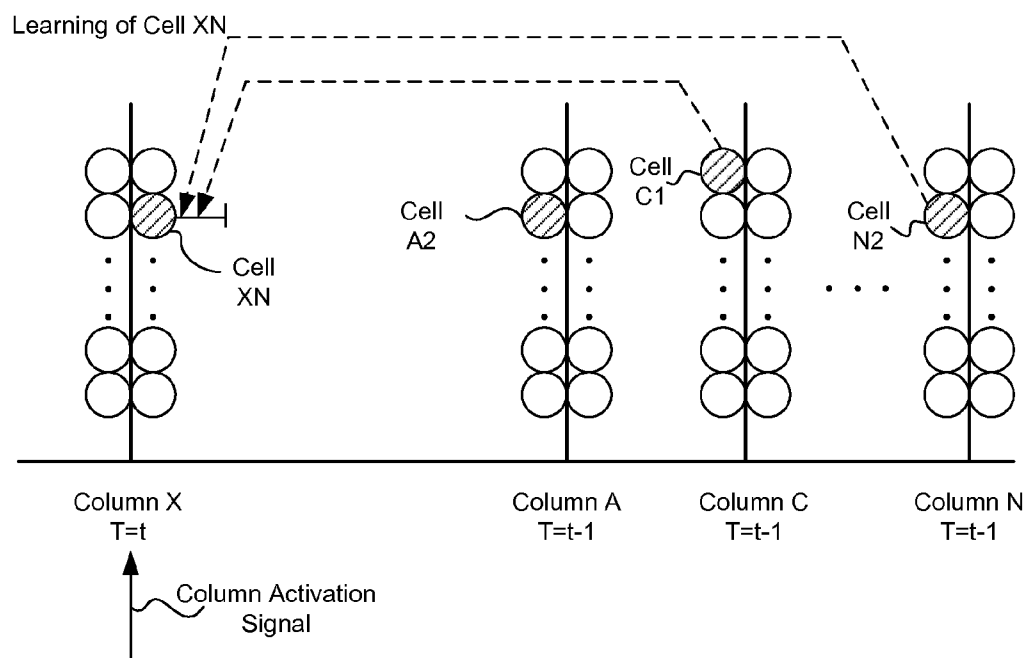 Learning of Cell XN
Cell
C1
Cell
A2
Cell
N2
Cell
XN
Column X
T=t
Column A
T=t-1
Column C
T=t-1
Column N
T=t-1
Column Activation
Signal